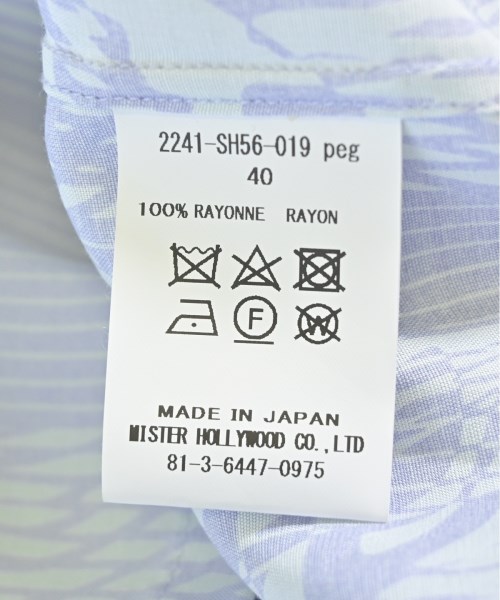 2241-SH56-019 peg
40
100% RAYONNE RAYON
F
W
MADE IN JAPAN
MISTER HOLLYWOOD CO.,LTD
81-3-6447-0975